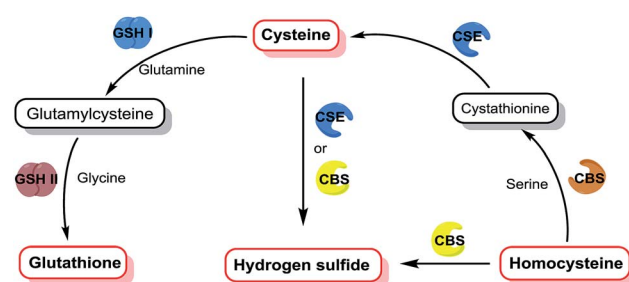 GSH I
Cysteine
CSE
Glutamine
Glutamylcysteine
CSE
Cystathionine
or
GSH II
Glycine
CBS
Serine
CBS
CBS
Glutathione
Hydrogen sulfide
Homocysteine